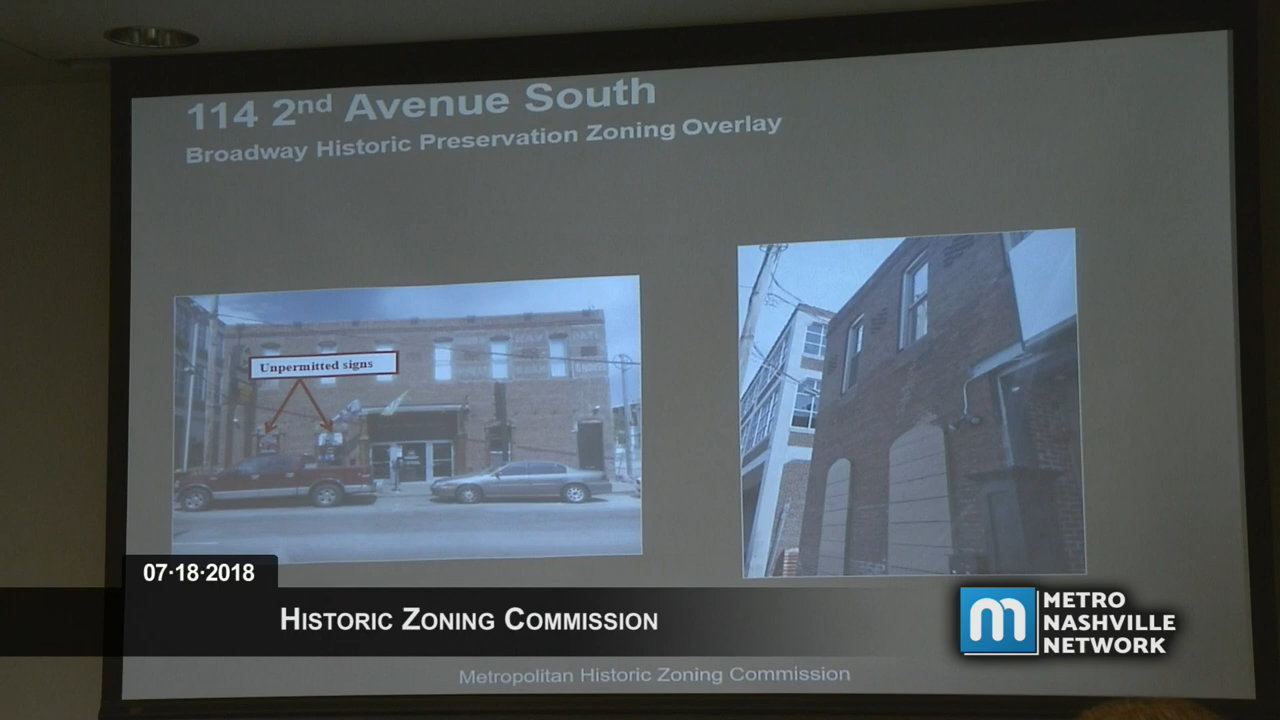 114 2nd Avenue South
Broadway Historic Preservation Zoning Overlay
Unpermitted signs
07·18·2018
Historic Zoning Commission
METRO
NASHVILLE
NETWORK
Metropolitan Historic Zoning Commission